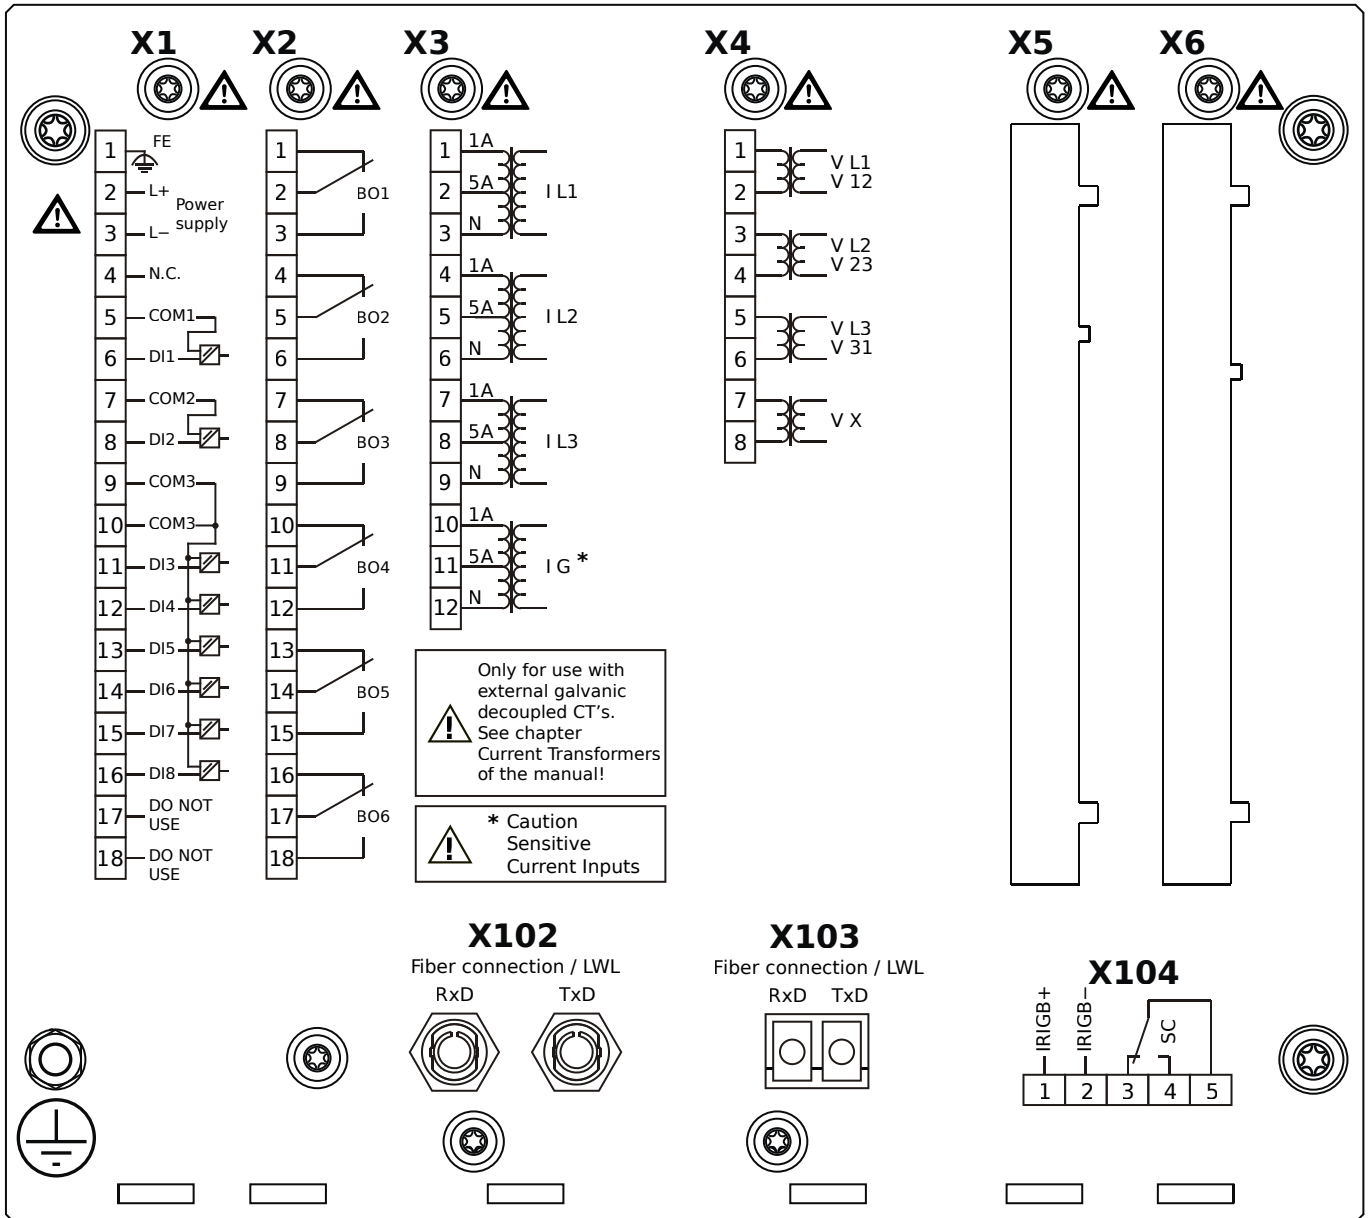 X1
X2
X3
X4
X5
X6
1 FE
2 L+
Power
supply
3 L−
4 N.C.
5 COM1
6 DI1
7 COM2
8 DI2
9 COM3
10 COM3
11 DI3
12 DI4
13 DI5
14 DI6
15 DI7
16 DI8
17 DO NOT
USE
18 DO NOT
USE
1
2 BO1
3
4
5 BO2
6
7
8 BO3
9
10
11 BO4
12
13
14 BO5
15
16
17 BO6
18
1 1A
2 5A I L1
3 N
4 1A
5 5A I L2
6 N
7 1A
8 5A I L3
9 N
10 1A
11 5A I G *
12 N
Only for use with
external galvanic
decoupled CT's.
See chapter
Current Transformers
of the manual!
* Caution
Sensitive
Current Inputs
1 V L1
2 V 12
3 V L2
4 V 23
5 V L3
6 V 31
7 V X
8
X102
Fiber connection / LWL
RxD TxD
X103
Fiber connection / LWL
RxD TxD
X104
IRIGB+
IRIGB−
SC
1 2 3 4 5